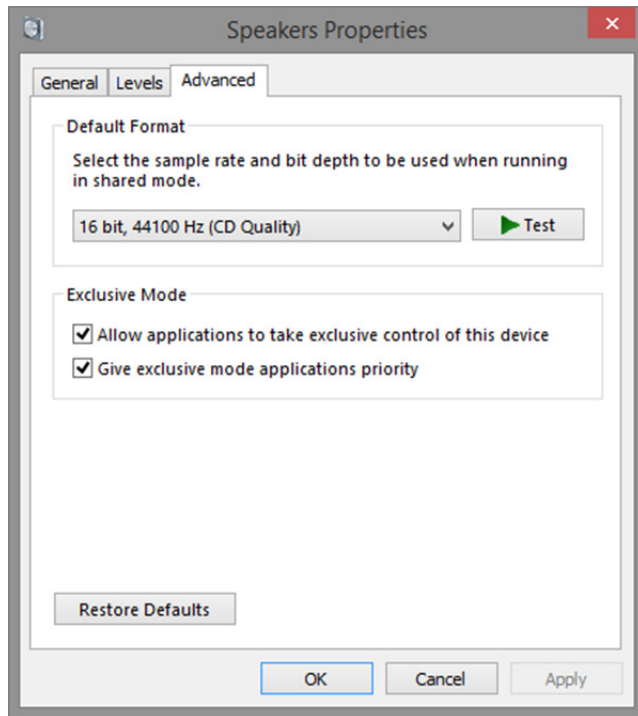 Speakers Properties
General Levels Advanced
Default Format
Select the sample rate and bit depth to be used when running
in shared mode.
16 bit, 44100 Hz (CD Quality) Test
Exclusive Mode
Allow applications to take exclusive control of this device
Give exclusive mode applications priority
Restore Defaults
OK Cancel Apply